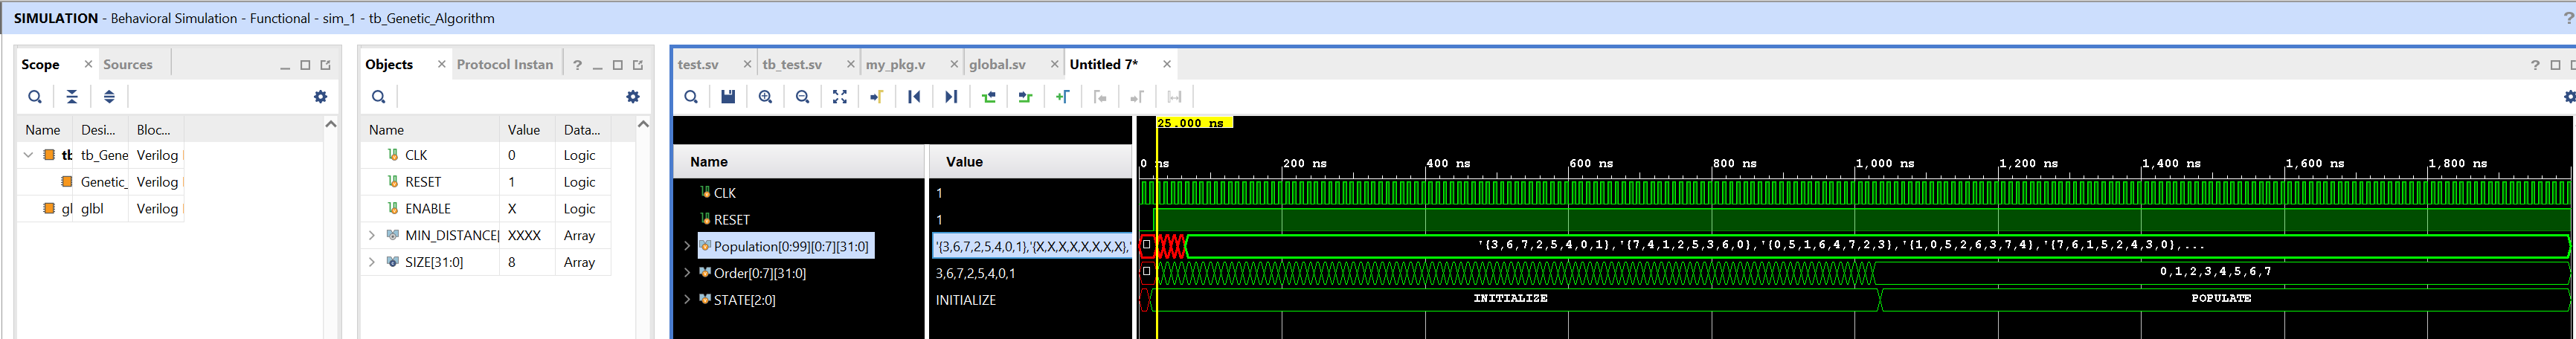 SIMULATION - Behavioral Simulation - Functional - sim_1 - tb_Genetic_Algorithm ?
Scope × Sources
Objects × Protocol Instan ?
test.sv × tb_test.sv × my_pkg.v × global.sv × Untitled 7* × ?
Name Desi... Bloc...
tb tb_Gene Verilog
Genetic_ Verilog
gl glbl Verilog
Name Value Data...
CLK 0 Logic
RESET 1 Logic
ENABLE X Logic
MIN_DISTANCE[ XXXX Array
SIZE[31:0] 8 Array
25.000 ns
Name Value
0 ns 200 ns 400 ns 600 ns 800 ns 1,000 ns 1,200 ns 1,400 ns 1,600 ns 1,800 ns
CLK 1
RESET 1
Population[0:99][0:7][31:0] '{3,6,7,2,5,4,0,1},'{X,X,X,X,X,X,X,X},' '{3,6,7,2,5,4,0,1},'{7,4,1,2,5,3,6,0},'{0,5,1,6,4,7,2,3},'{1,0,5,2,6,3,7,4},'{7,6,1,5,2,4,3,0},...
Order[0:7][31:0] 3,6,7,2,5,4,0,1 0,1,2,3,4,5,6,7
STATE[2:0] INITIALIZE INITIALIZE POPULATE